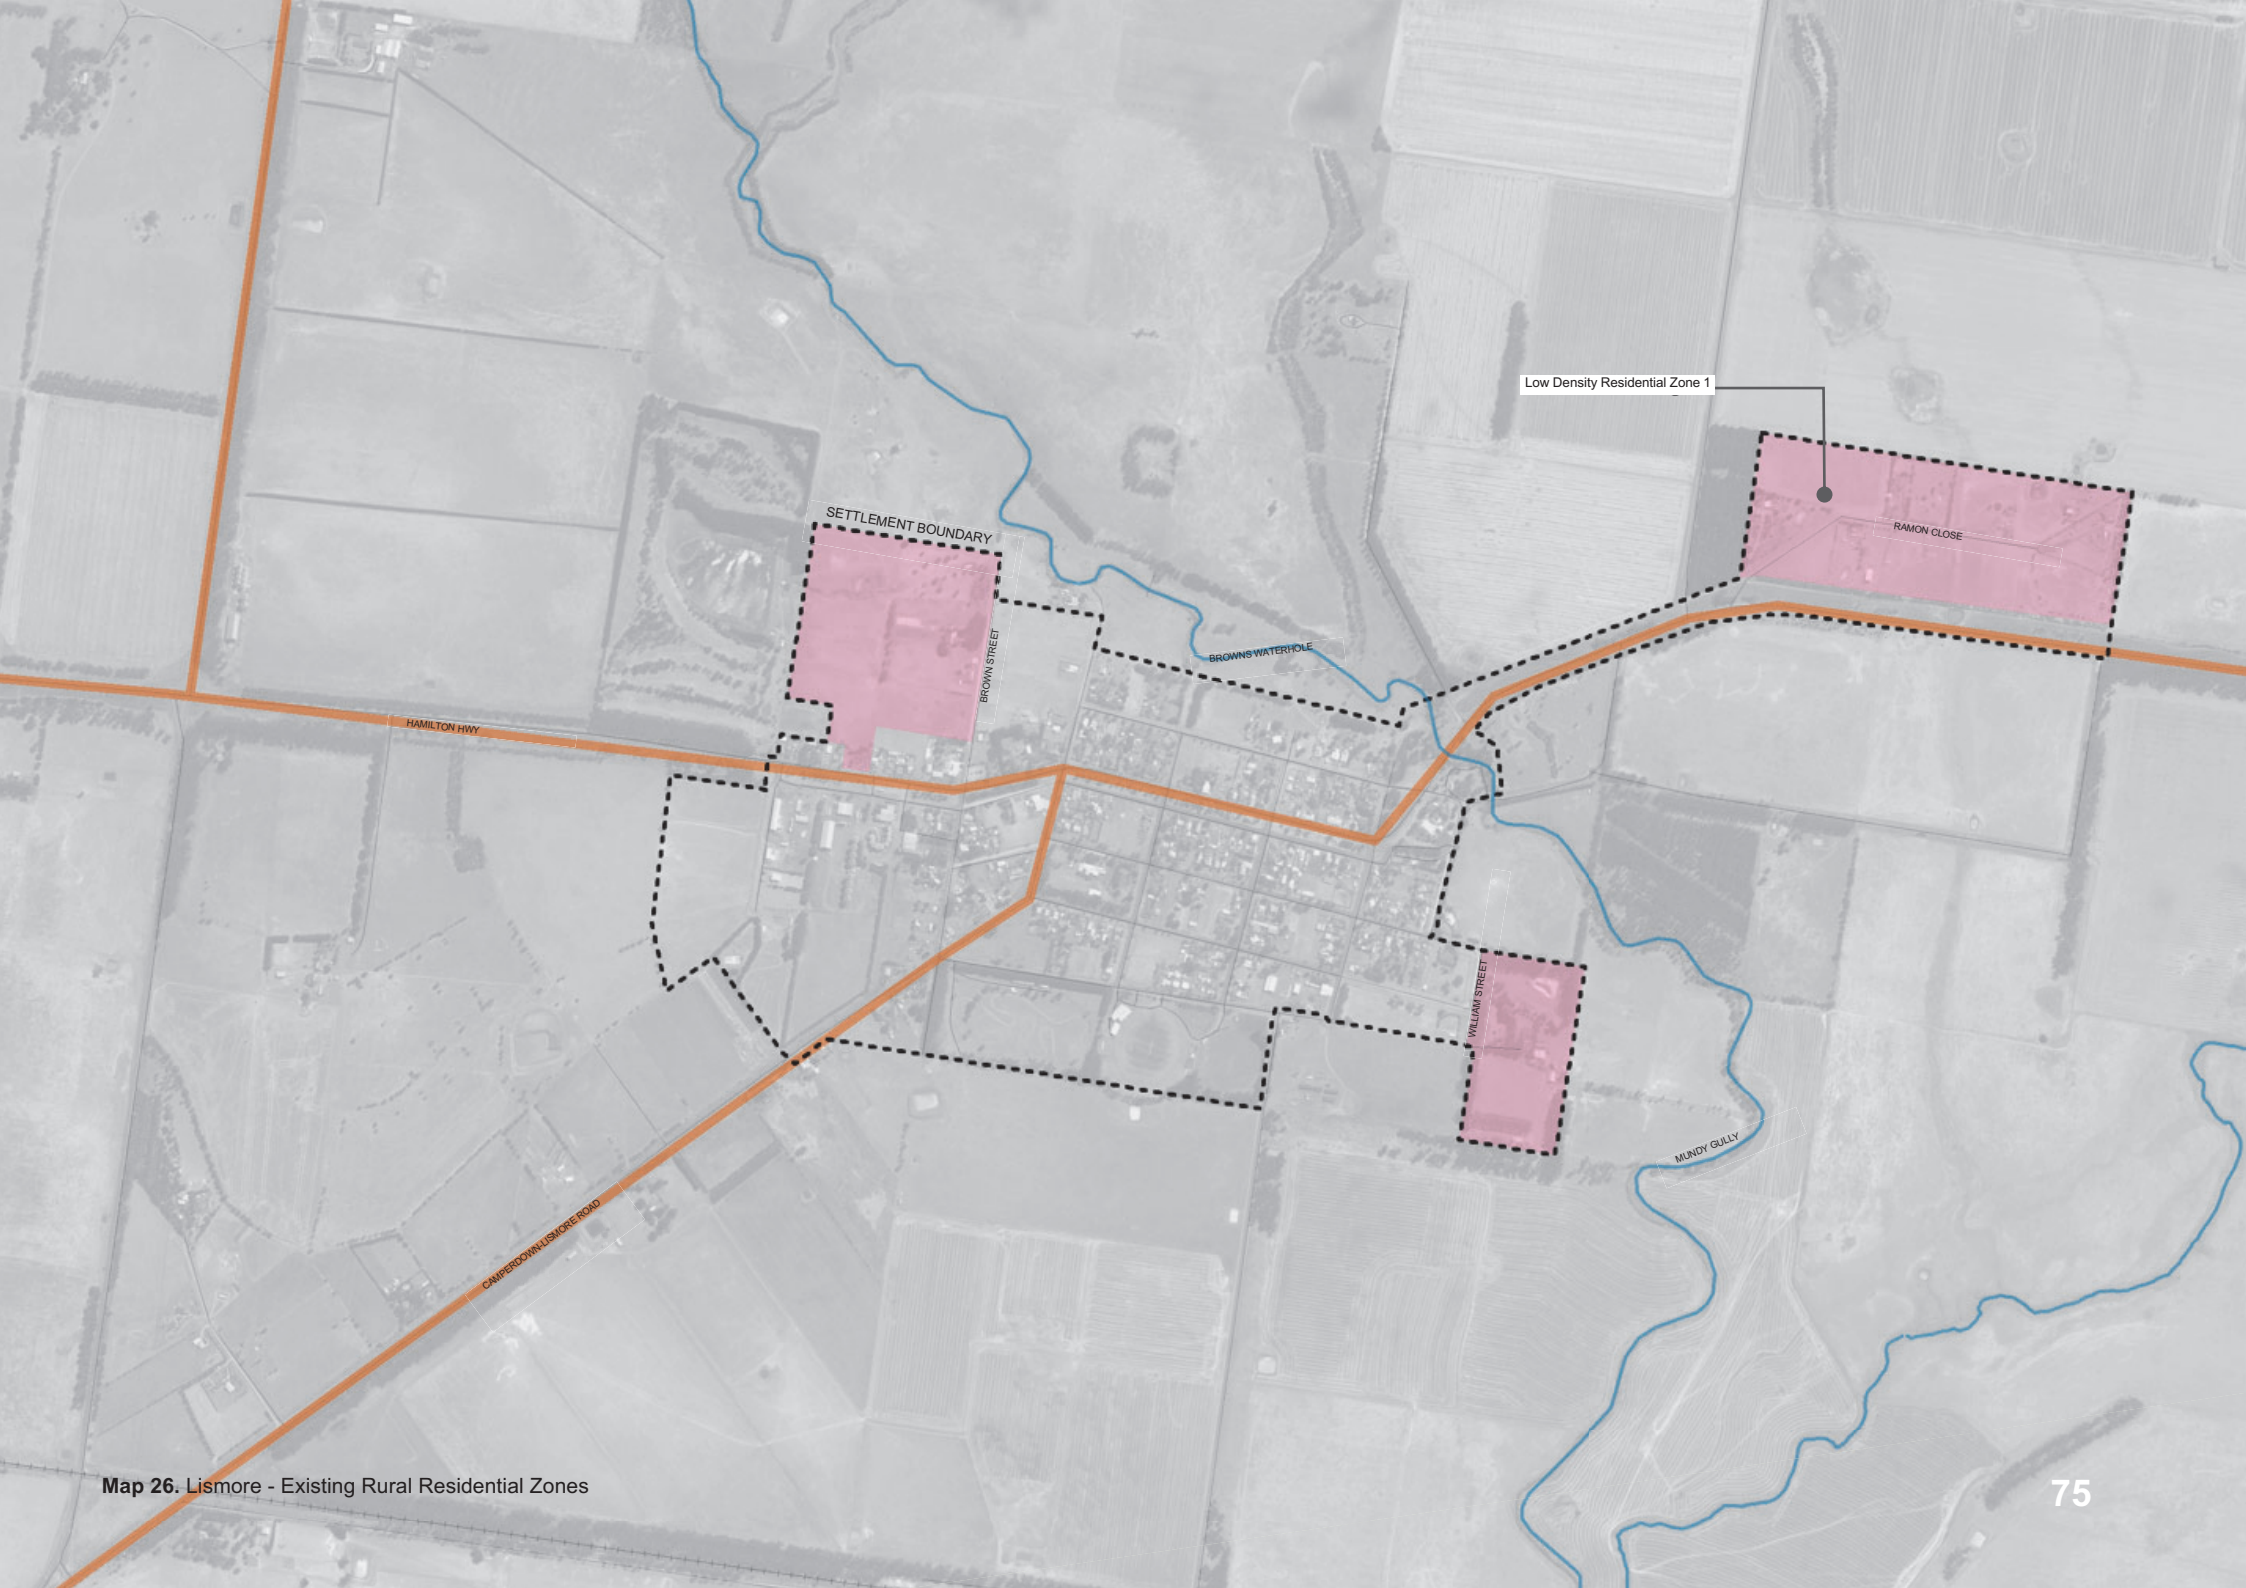 Low Density Residential Zone 1
SETTLEMENT BOUNDARY
RAMON CLOSE
BROWN STREET
BROWNS WATERHOLE
HAMILTON HWY
WILLIAM STREET
MUNDY GULLY
CAMPERDOWN-LISMORE ROAD
Map 26. Lismore - Existing Rural Residential Zones
75